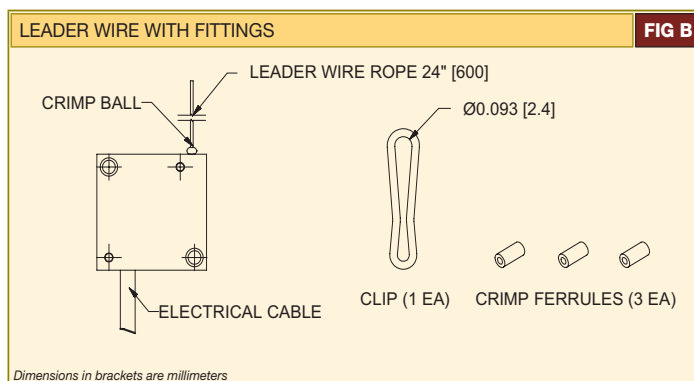 LEADER WIRE WITH FITTINGS
FIG B
LEADER WIRE ROPE 24" [600]
CRIMP BALL
Ø0.093 [2.4]
ELECTRICAL CABLE
CLIP (1 EA)
CRIMP FERRULES (3 EA)
Dimensions in brackets are millimeters